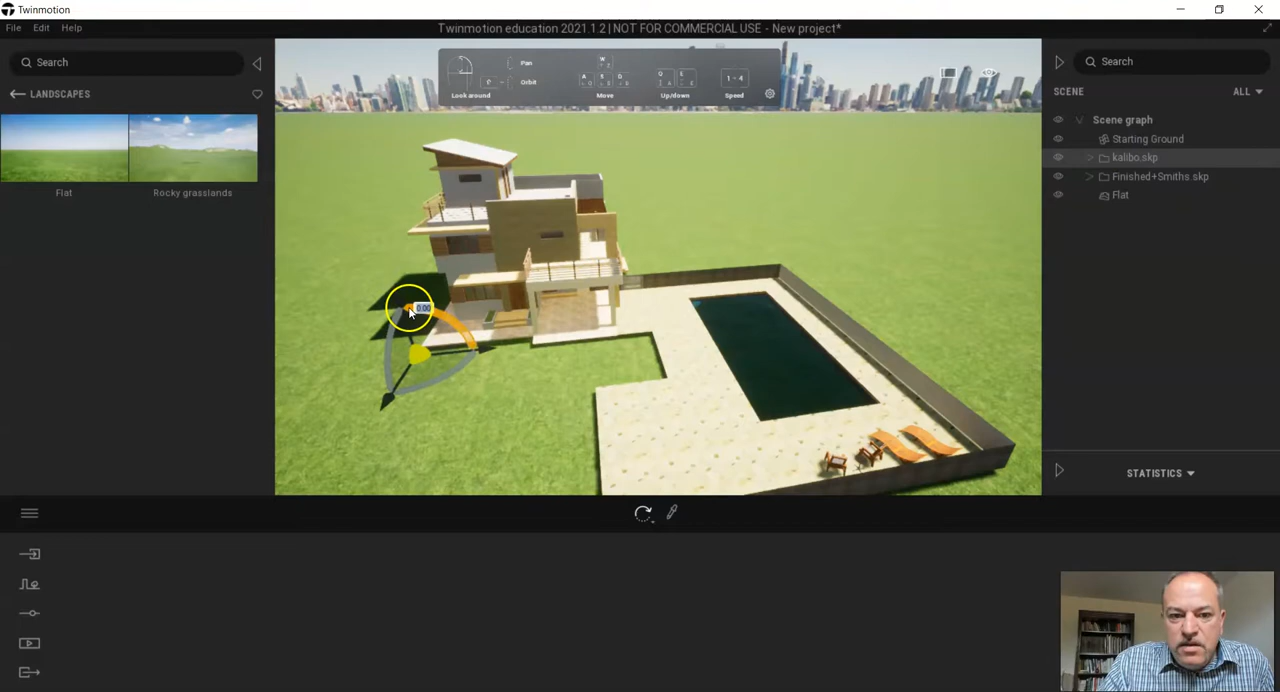 Twinmotion
File Edit Help
Twinmotion education 2021.1.2 | NOT FOR COMMERCIAL USE - New project*
Search
LANDSCAPES
Flat
Rocky grasslands
Look around
Pan
Orbit
Move
Up/down
1 - 4
Speed
0.00
Search
SCENE
ALL
Scene graph
Starting Ground
kalibo.skp
Finished+Smiths.skp
Flat
STATISTICS